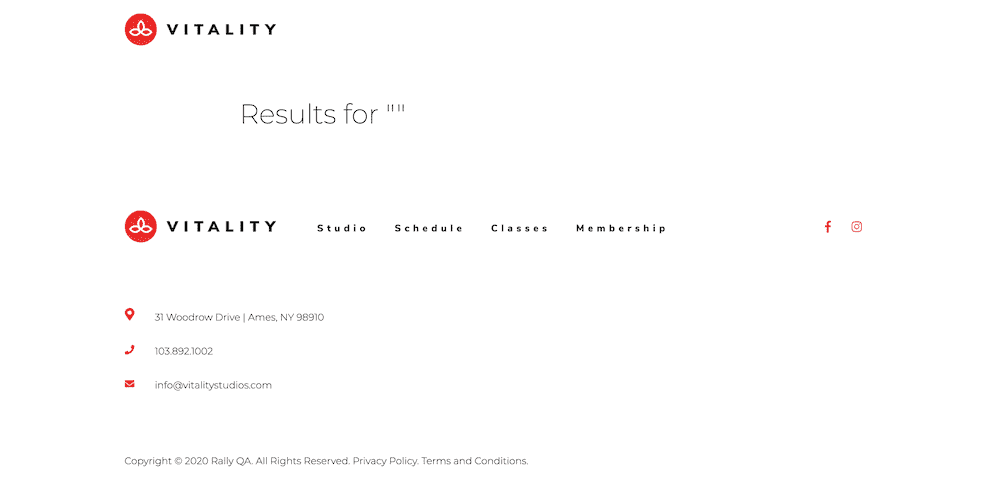 VITALITY
Results for ""
VITALITY
Studio Schedule Classes Membership
31 Woodrow Drive | Ames, NY 98910
103.892.1002
info@vitalitystudios.com
Copyright © 2020 Rally QA. All Rights Reserved. Privacy Policy. Terms and Conditions.